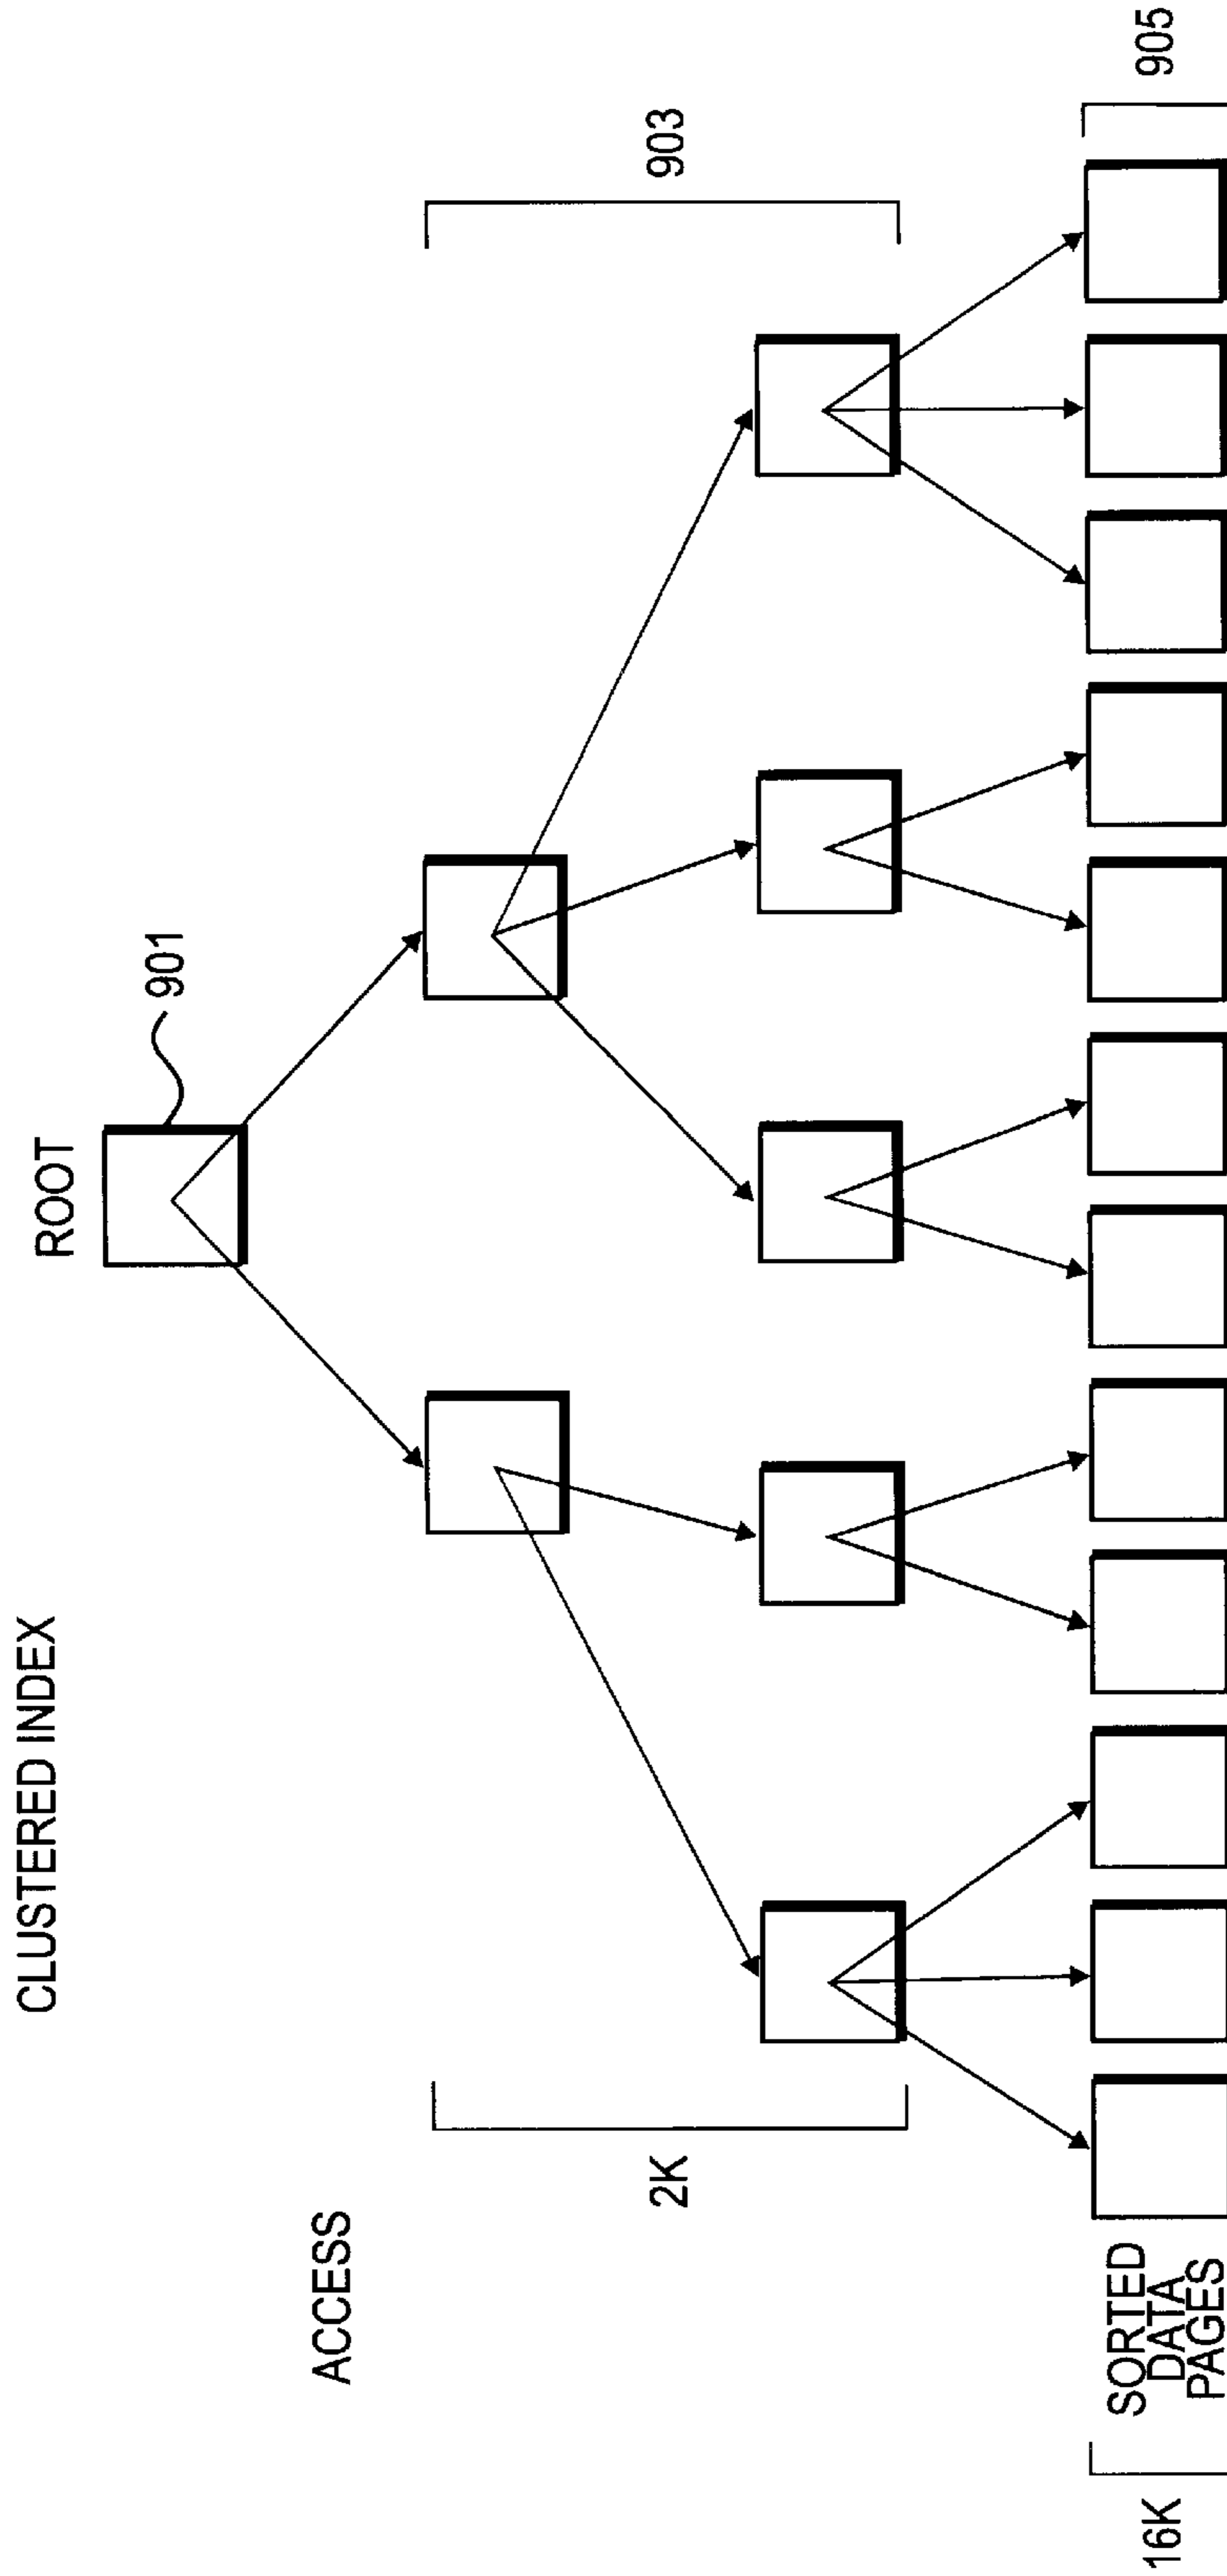 CLUSTERED INDEX
ROOT
901
ACCESS
2K
903
16K
SORTED
DATA
PAGES
905